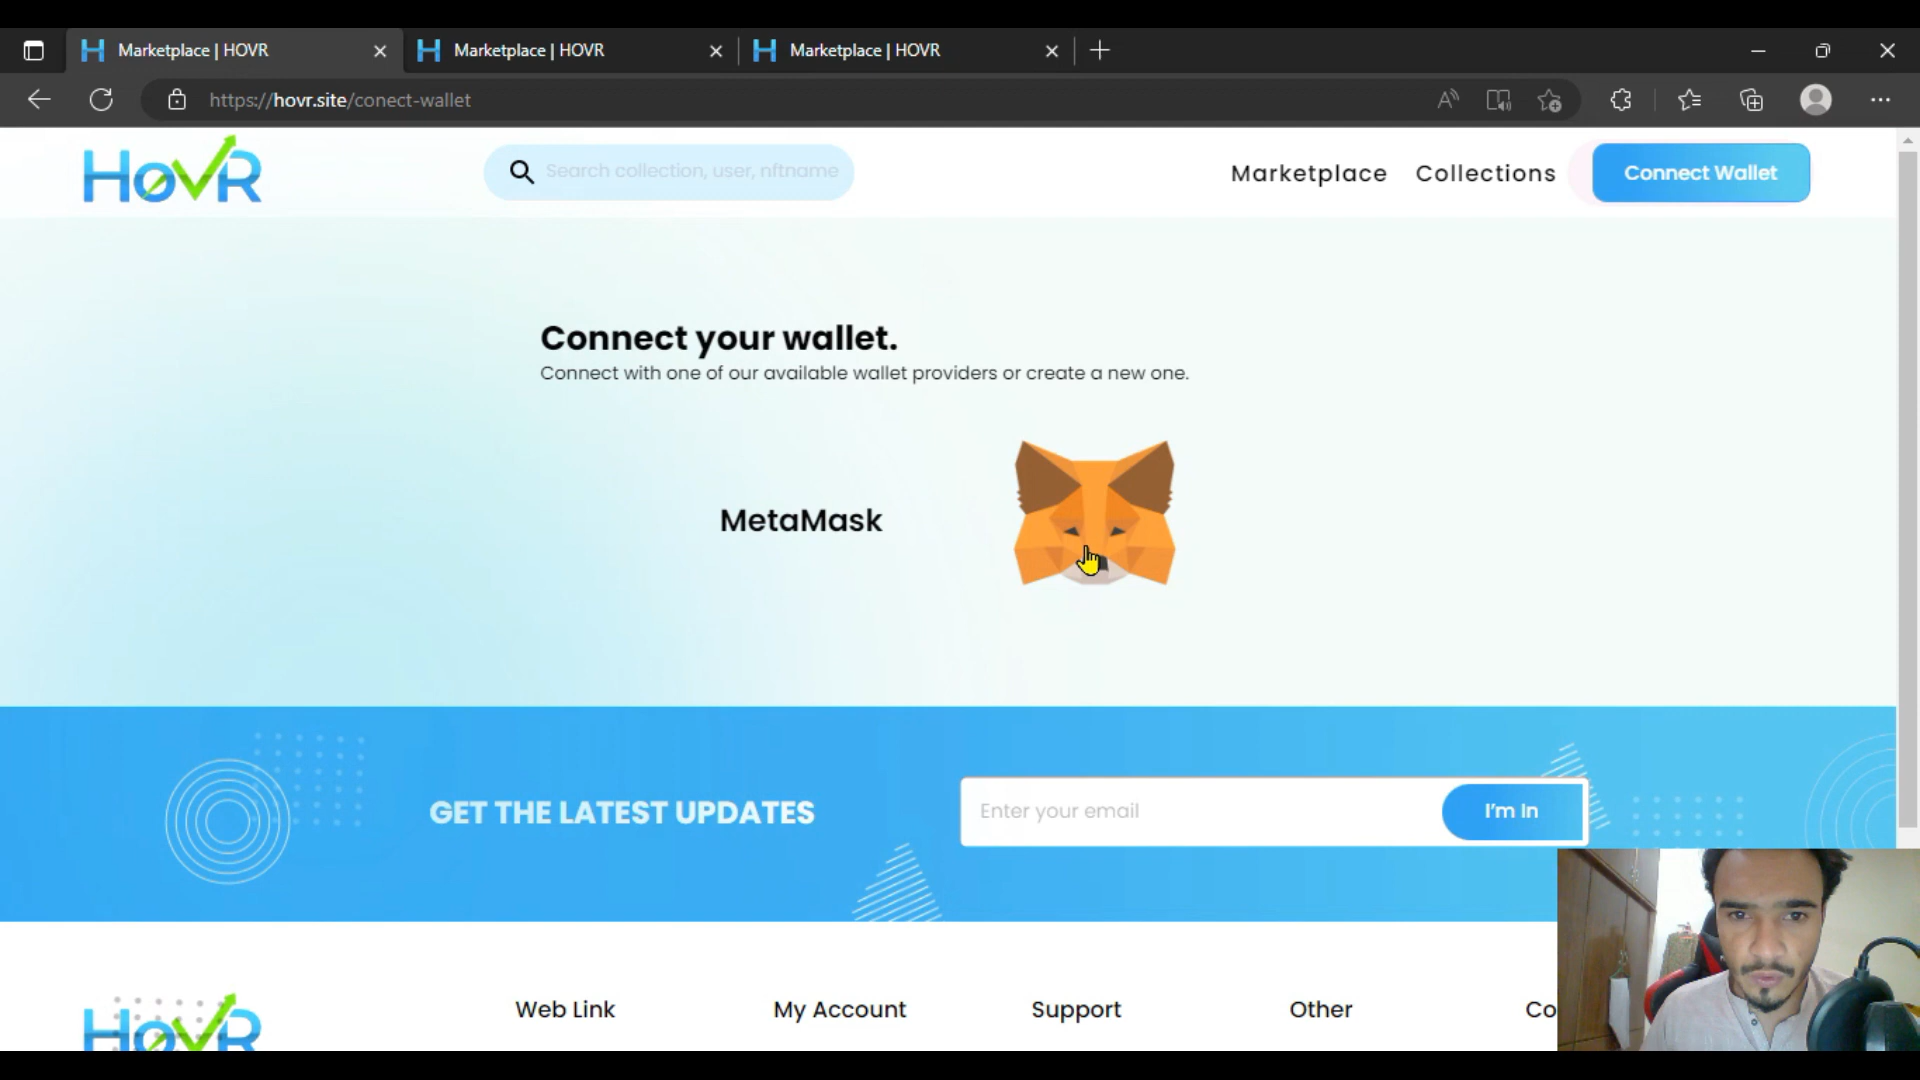 Marketplace | HOVR
Marketplace | HOVR
Marketplace | HOVR
https://hovr.site/conect-wallet
HovR
Search collection, user, nftname
Marketplace
Collections
Connect Wallet
Connect your wallet.
Connect with one of our available wallet providers or create a new one.
MetaMask
GET THE LATEST UPDATES
Enter your email
I'm In
HovR
Web Link
My Account
Support
Other
Co